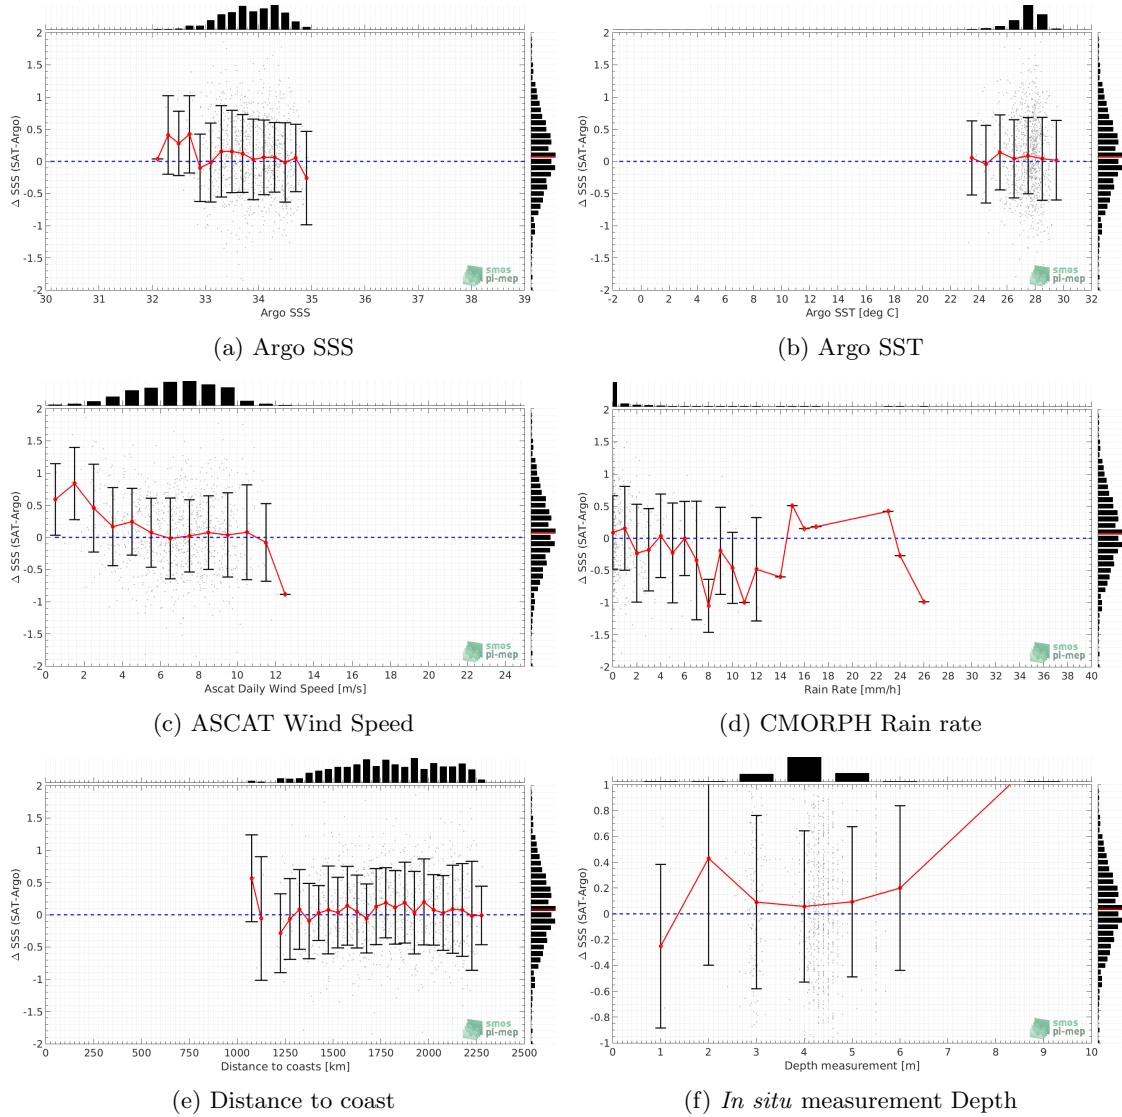 2
1.5
1
0.5
0
-0.5
-1
-1.5
-2
Δ SSS (SAT-Argo)
30 31 32 33 34 35 36 37 38 39
Argo SSS
smos
pi-mep
(a) Argo SSS
2
1.5
1
0.5
0
-0.5
-1
-1.5
-2
Δ SSS (SAT-Argo)
-2 0 2 4 6 8 10 12 14 16 18 20 22 24 26 28 30 32
Argo SST [deg C]
smos
pi-mep
(b) Argo SST
2
1.5
1
0.5
0
-0.5
-1
-1.5
-2
Δ SSS (SAT-Argo)
0 2 4 6 8 10 12 14 16 18 20 22 24
Ascat Daily Wind Speed [m/s]
smos
pi-mep
(c) ASCAT Wind Speed
2
1.5
1
0.5
0
-0.5
-1
-1.5
-2
Δ SSS (SAT-Argo)
0 2 4 6 8 10 12 14 16 18 20 22 24 26 28 30 32 34 36 38 40
Rain Rate [mm/h]
smos
pi-mep
(d) CMORPH Rain rate
2
1.5
1
0.5
0
-0.5
-1
-1.5
-2
Δ SSS (SAT-Argo)
0 250 500 750 1000 1250 1500 1750 2000 2250 2500
Distance to coasts [km]
smos
pi-mep
(e) Distance to coast
1
0.8
0.6
0.4
0.2
0
-0.2
-0.4
-0.6
-0.8
-1
Δ SSS (SAT-Argo)
0 1 2 3 4 5 6 7 8 9 10
Depth measurement [m]
smos
pi-mep
(f) In situ measurement Depth